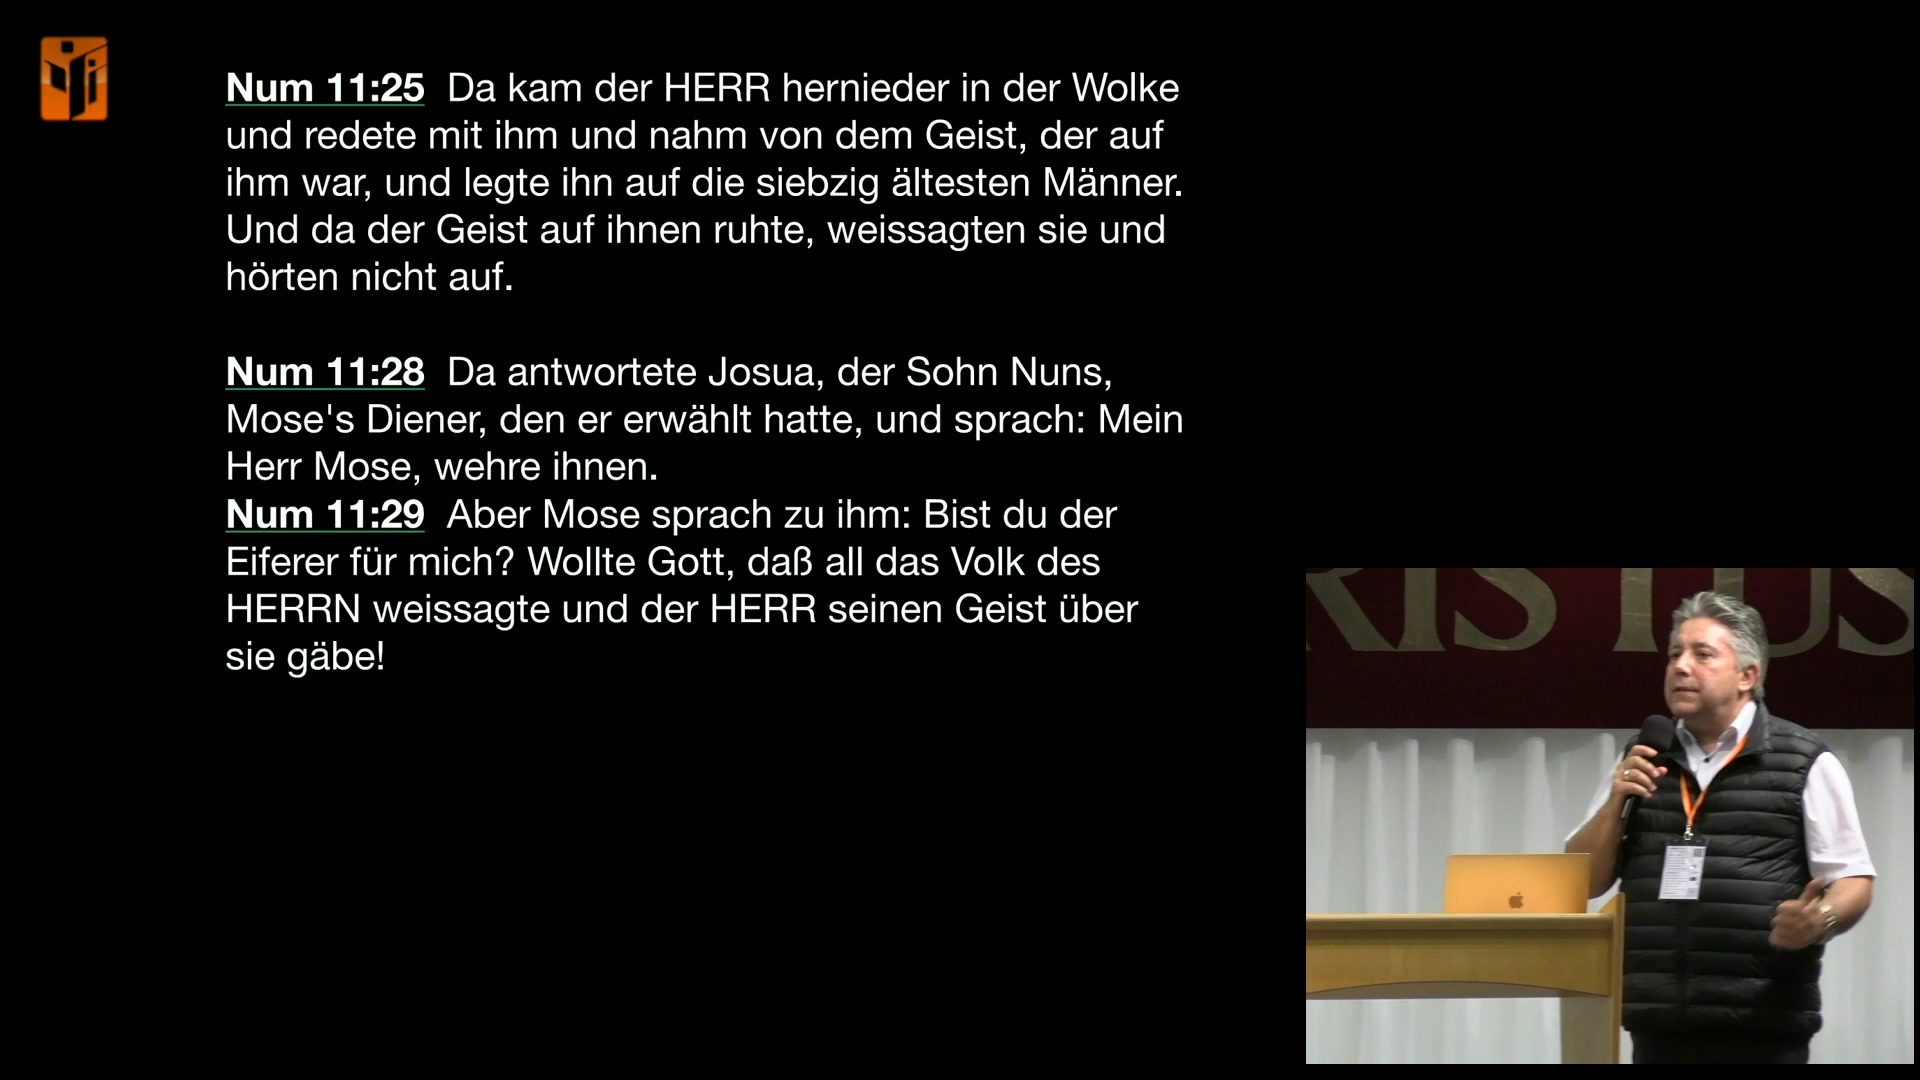 Num 11:25  Da kam der HERR hernieder in der Wolke
und redete mit ihm und nahm von dem Geist, der auf
ihm war, und legte ihn auf die siebzig ältesten Männer.
Und da der Geist auf ihnen ruhte, weissagten sie und
hörten nicht auf.
Num 11:28  Da antwortete Josua, der Sohn Nuns,
Mose's Diener, den er erwählt hatte, und sprach: Mein
Herr Mose, wehre ihnen.
Num 11:29  Aber Mose sprach zu ihm: Bist du der
Eiferer für mich? Wollte Gott, daß all das Volk des
HERRN weissagte und der HERR seinen Geist über
sie gäbe!
RISTUS